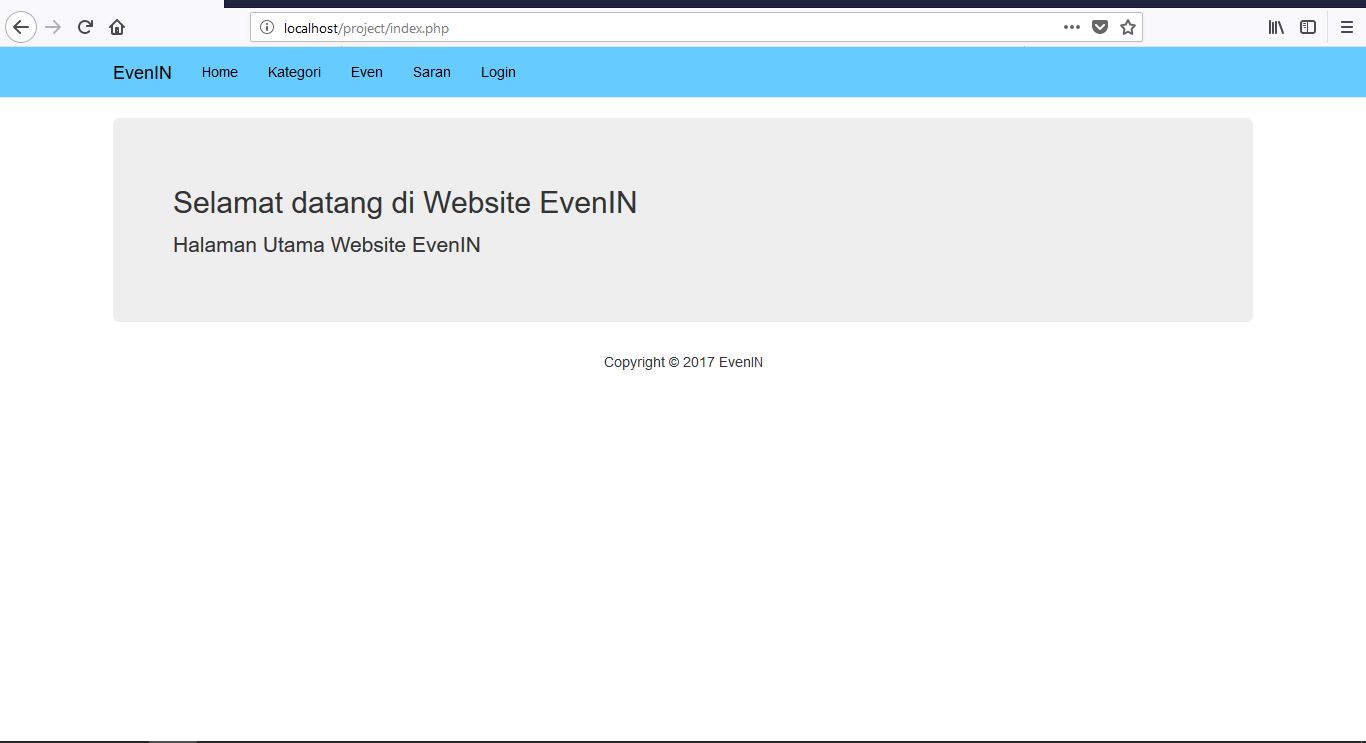 localhost/project/index.php
EvenIN Home Kategori Even Saran Login
Selamat datang di Website EvenIN
Halaman Utama Website EvenIN
Copyright © 2017 EvenIN